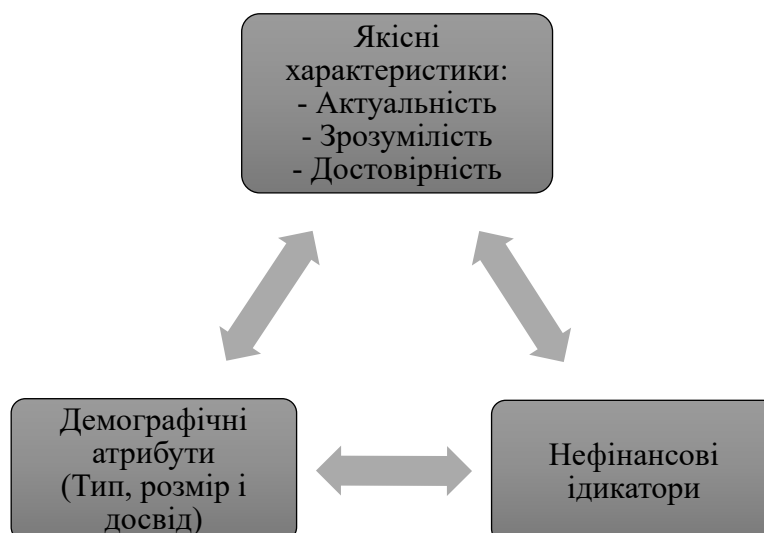 Якісні
характеристики:
- Актуальність
- Зрозумілість
- Достовірність
Демографічні
атрибути
(Тип, розмір і
досвід)
Нефінансові
ідикатори